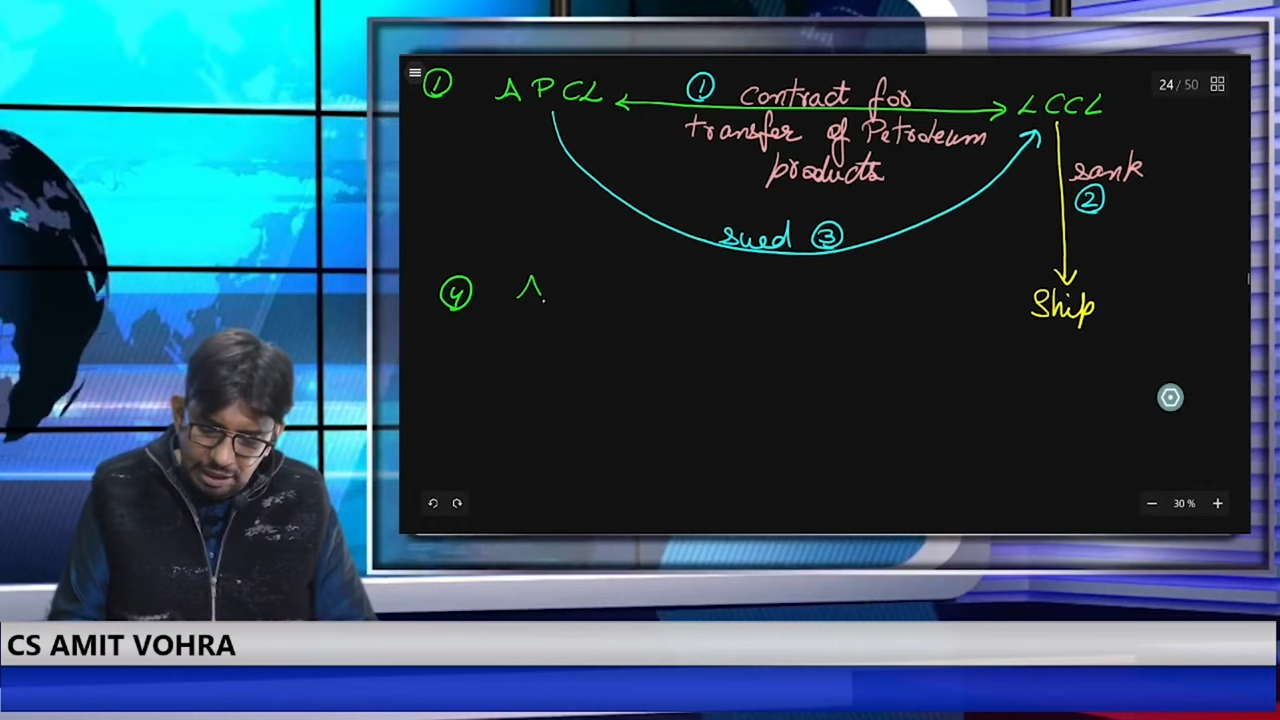 ① APCL ① contract for LCCL
24 / 50
transfer of Petroleum
products
sank
②
sued ③
④
Ship
30 %
CS AMIT VOHRA